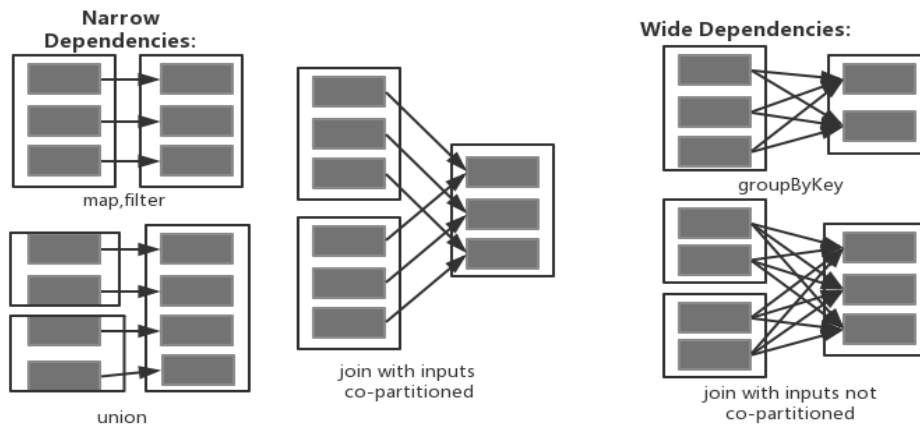 Narrow
Dependencies:
map,filter
union
join with inputs
co-partitioned
Wide Dependencies:
groupByKey
join with inputs not
co-partitioned